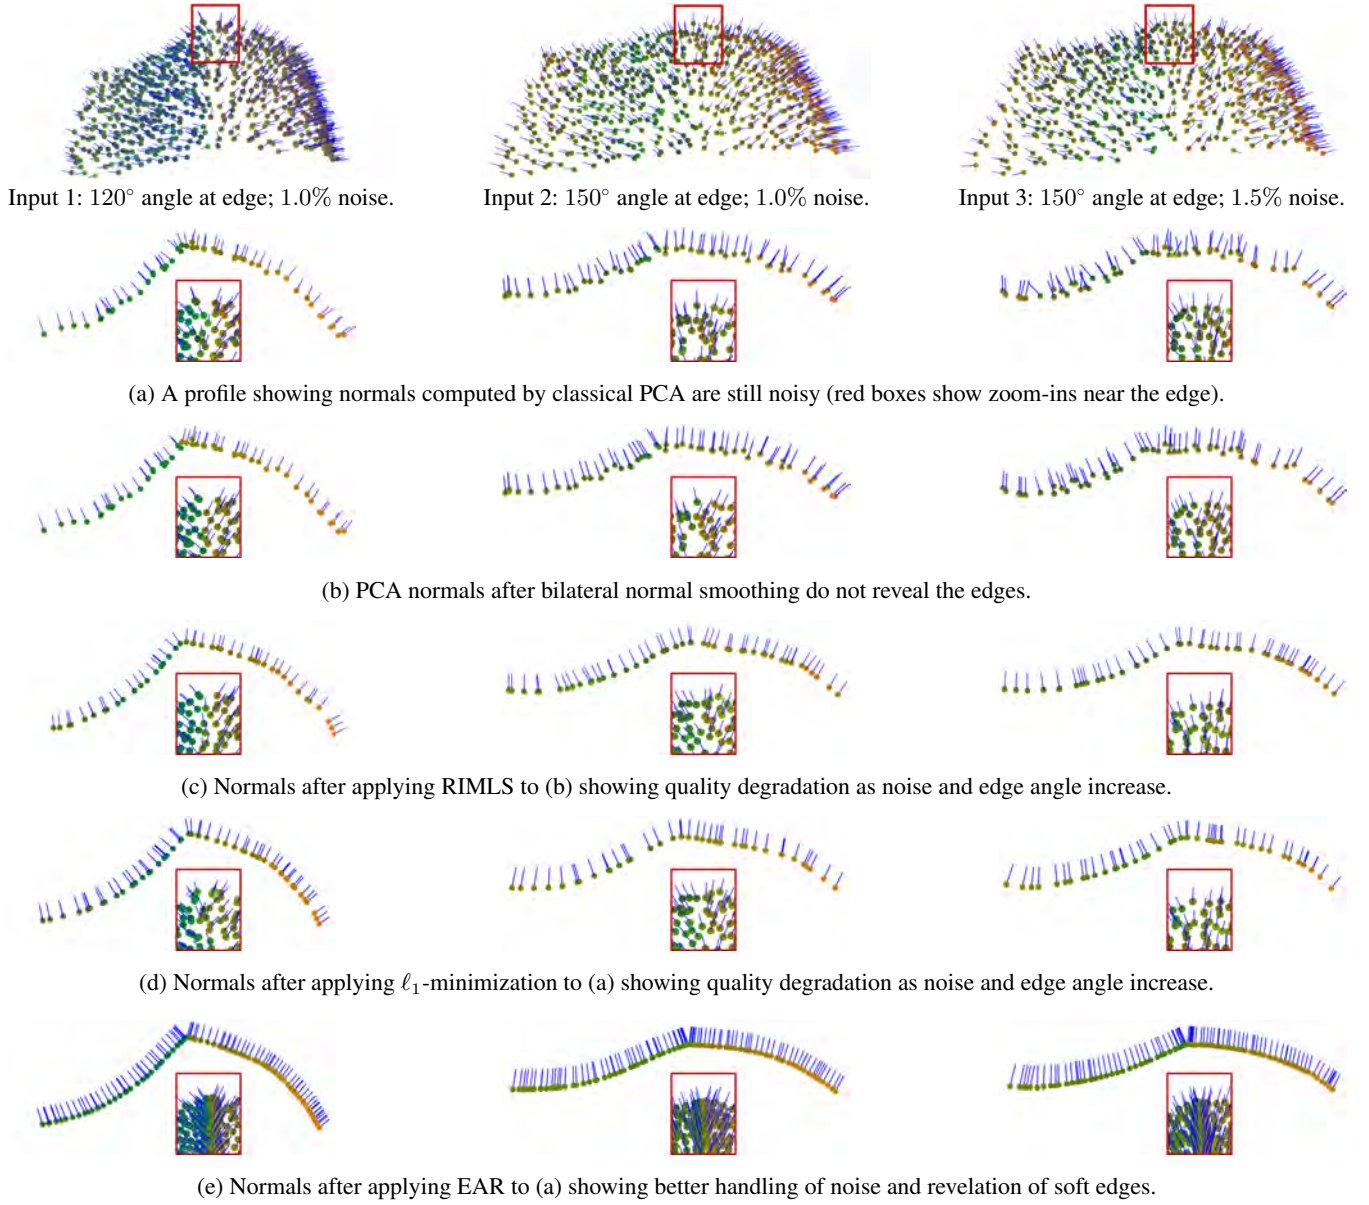 Input 1: 120° angle at edge; 1.0% noise.
Input 2: 150° angle at edge; 1.0% noise.
Input 3: 150° angle at edge; 1.5% noise.
(a) A profile showing normals computed by classical PCA are still noisy (red boxes show zoom-ins near the edge).
(b) PCA normals after bilateral normal smoothing do not reveal the edges.
(c) Normals after applying RIMLS to (b) showing quality degradation as noise and edge angle increase.
(d) Normals after applying ℓ₁-minimization to (a) showing quality degradation as noise and edge angle increase.
(e) Normals after applying EAR to (a) showing better handling of noise and revelation of soft edges.